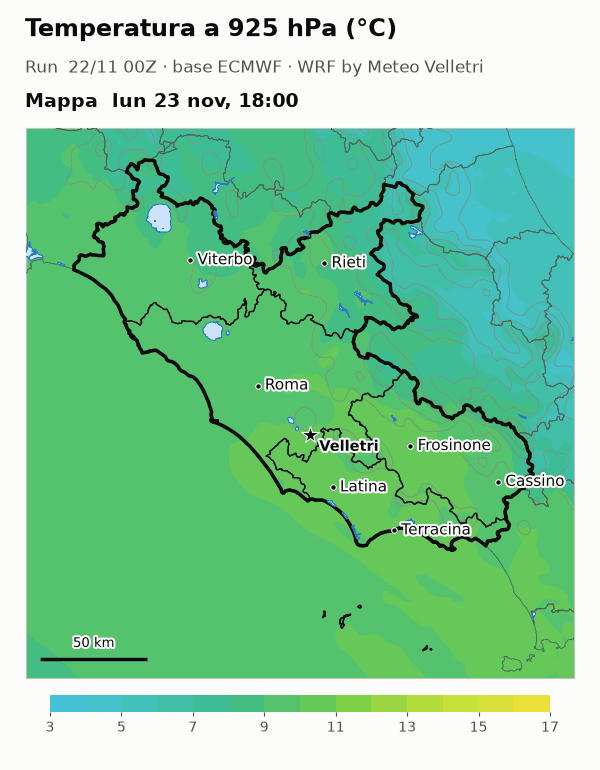 Temperatura a 925 hPa (°C)
Run  22/11 00Z · base ECMWF · WRF by Meteo Velletri
Mappa  lun 23 nov, 18:00
Viterbo
Rieti
Roma
Velletri
Frosinone
Latina
Cassino
Terracina
50 km
3 5 7 9 11 13 15 17